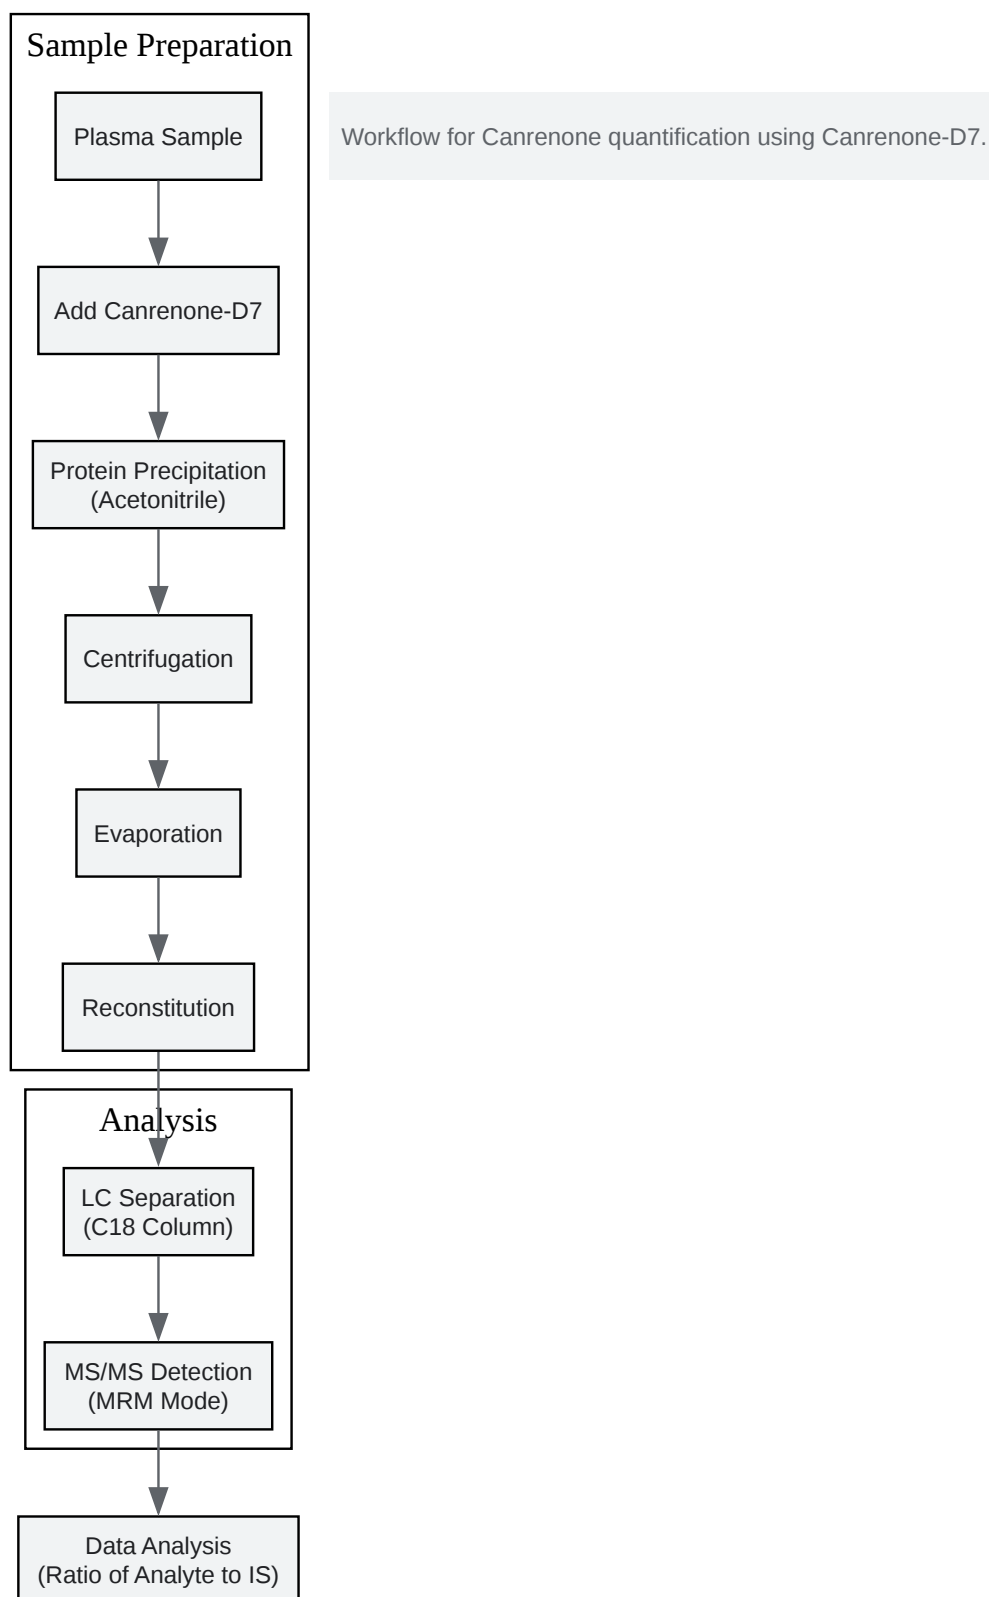 Sample Preparation
Plasma Sample
Workflow for Canrenone quantification using Canrenone-D7.
Add Canrenone-D7
Protein Precipitation
(Acetonitrile)
Centrifugation
Evaporation
Reconstitution
Analysis
LC Separation
(C18 Column)
MS/MS Detection
(MRM Mode)
Data Analysis
(Ratio of Analyte to IS)